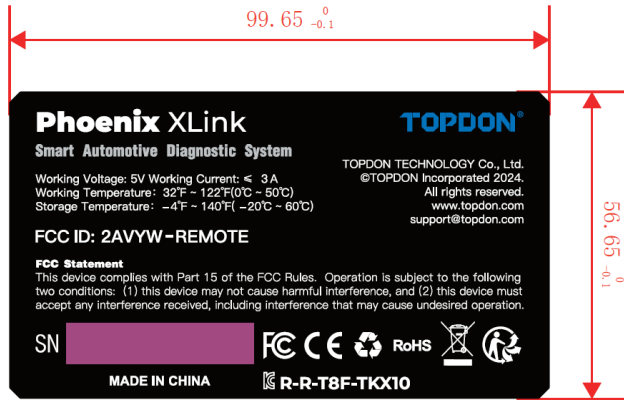 99.65 0 -0.1
Phoenix XLink
TOPDON®
Smart Automotive Diagnostic System
Working Voltage: 5V Working Current: ≤ 3A
Working Temperature: 32℉ ~ 122℉(0℃ ~ 50℃)
Storage Temperature: -4℉ ~ 140℉( -20℃ ~ 60℃)
TOPDON TECHNOLOGY Co., Ltd.
©TOPDON Incorporated 2024.
All rights reserved.
www.topdon.com
support@topdon.com
FCC ID: 2AVYW-REMOTE
FCC Statement
This device complies with Part 15 of the FCC Rules. Operation is subject to the following
two conditions: (1) this device may not cause harmful interference, and (2) this device must
accept any interference received, including interference that may cause undesired operation.
SN
FC CE RoHS
MADE IN CHINA
R-R-T8F-TKX10
56.65 0 -0.1